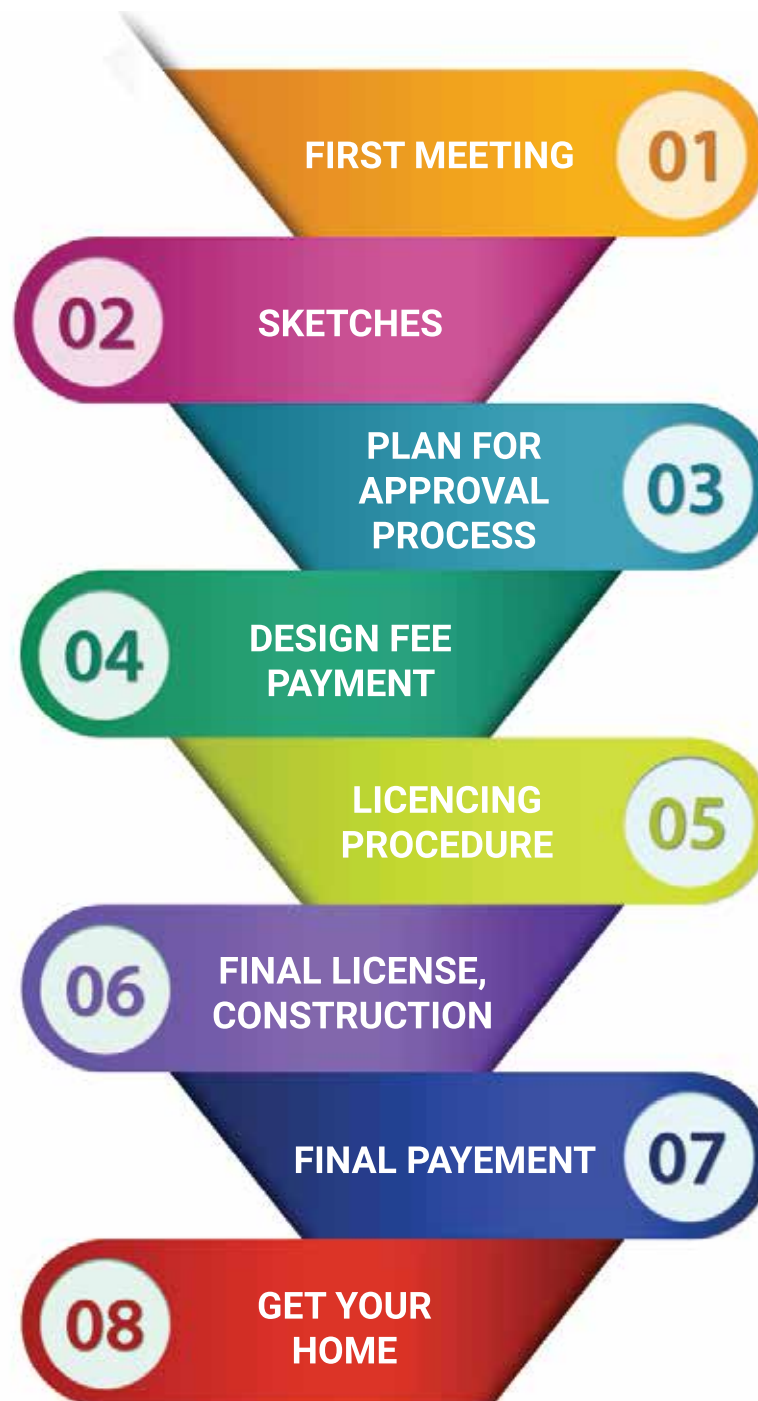 FIRST MEETING
01
02
SKETCHES
PLAN FOR
APPROVAL
PROCESS
03
04
DESIGN FEE
PAYMENT
LICENCING
PROCEDURE
05
06
FINAL LICENSE,
CONSTRUCTION
FINAL PAYEMENT
07
08
GET YOUR
HOME